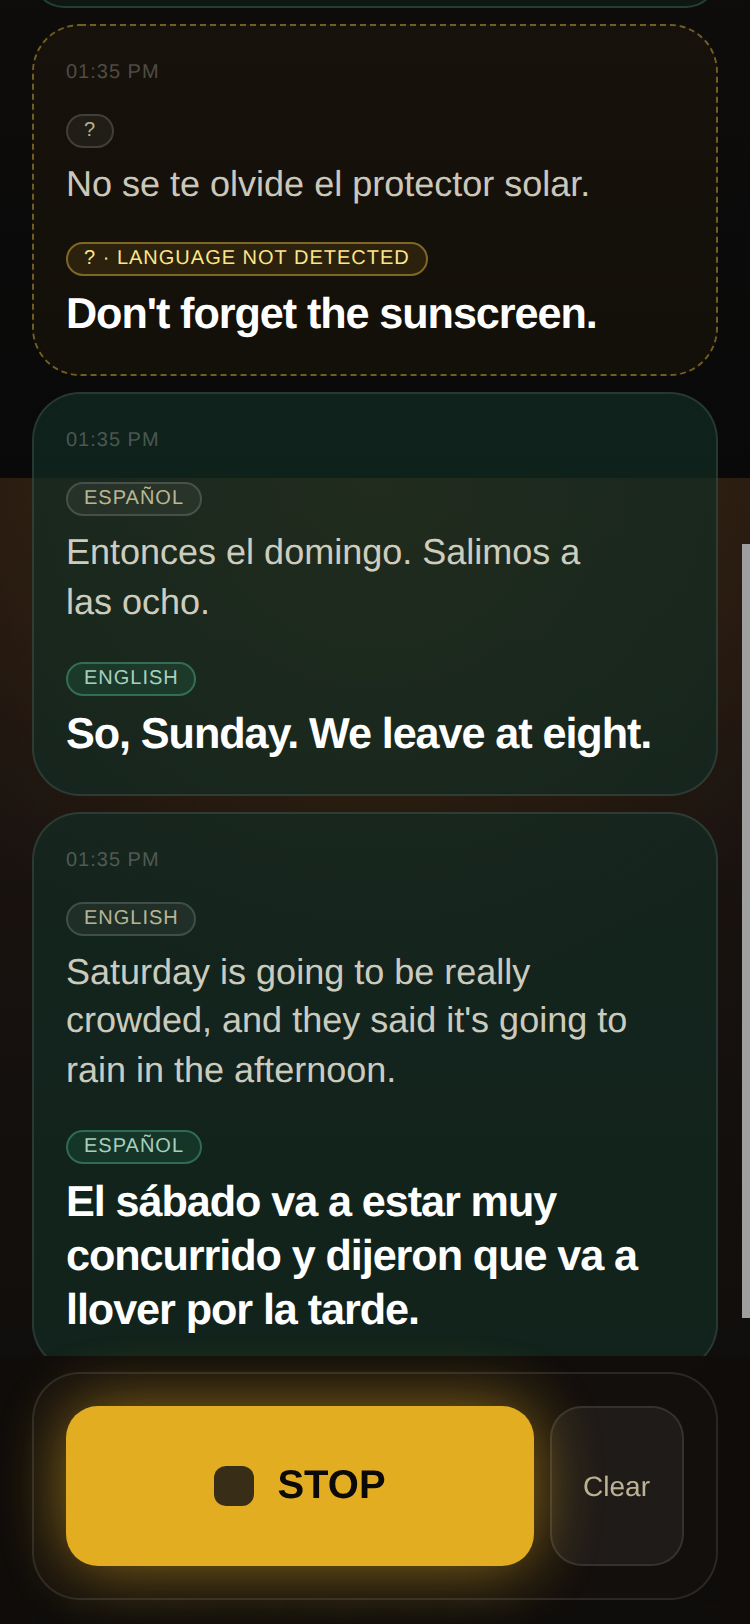 01:35 PM
?
No se te olvide el protector solar.
? · LANGUAGE NOT DETECTED
Don't forget the sunscreen.
01:35 PM
ESPAÑOL
Entonces el domingo. Salimos a
las ocho.
ENGLISH
So, Sunday. We leave at eight.
01:35 PM
ENGLISH
Saturday is going to be really
crowded, and they said it's going to
rain in the afternoon.
ESPAÑOL
El sábado va a estar muy
concurrido y dijeron que va a
llover por la tarde.
STOP
Clear